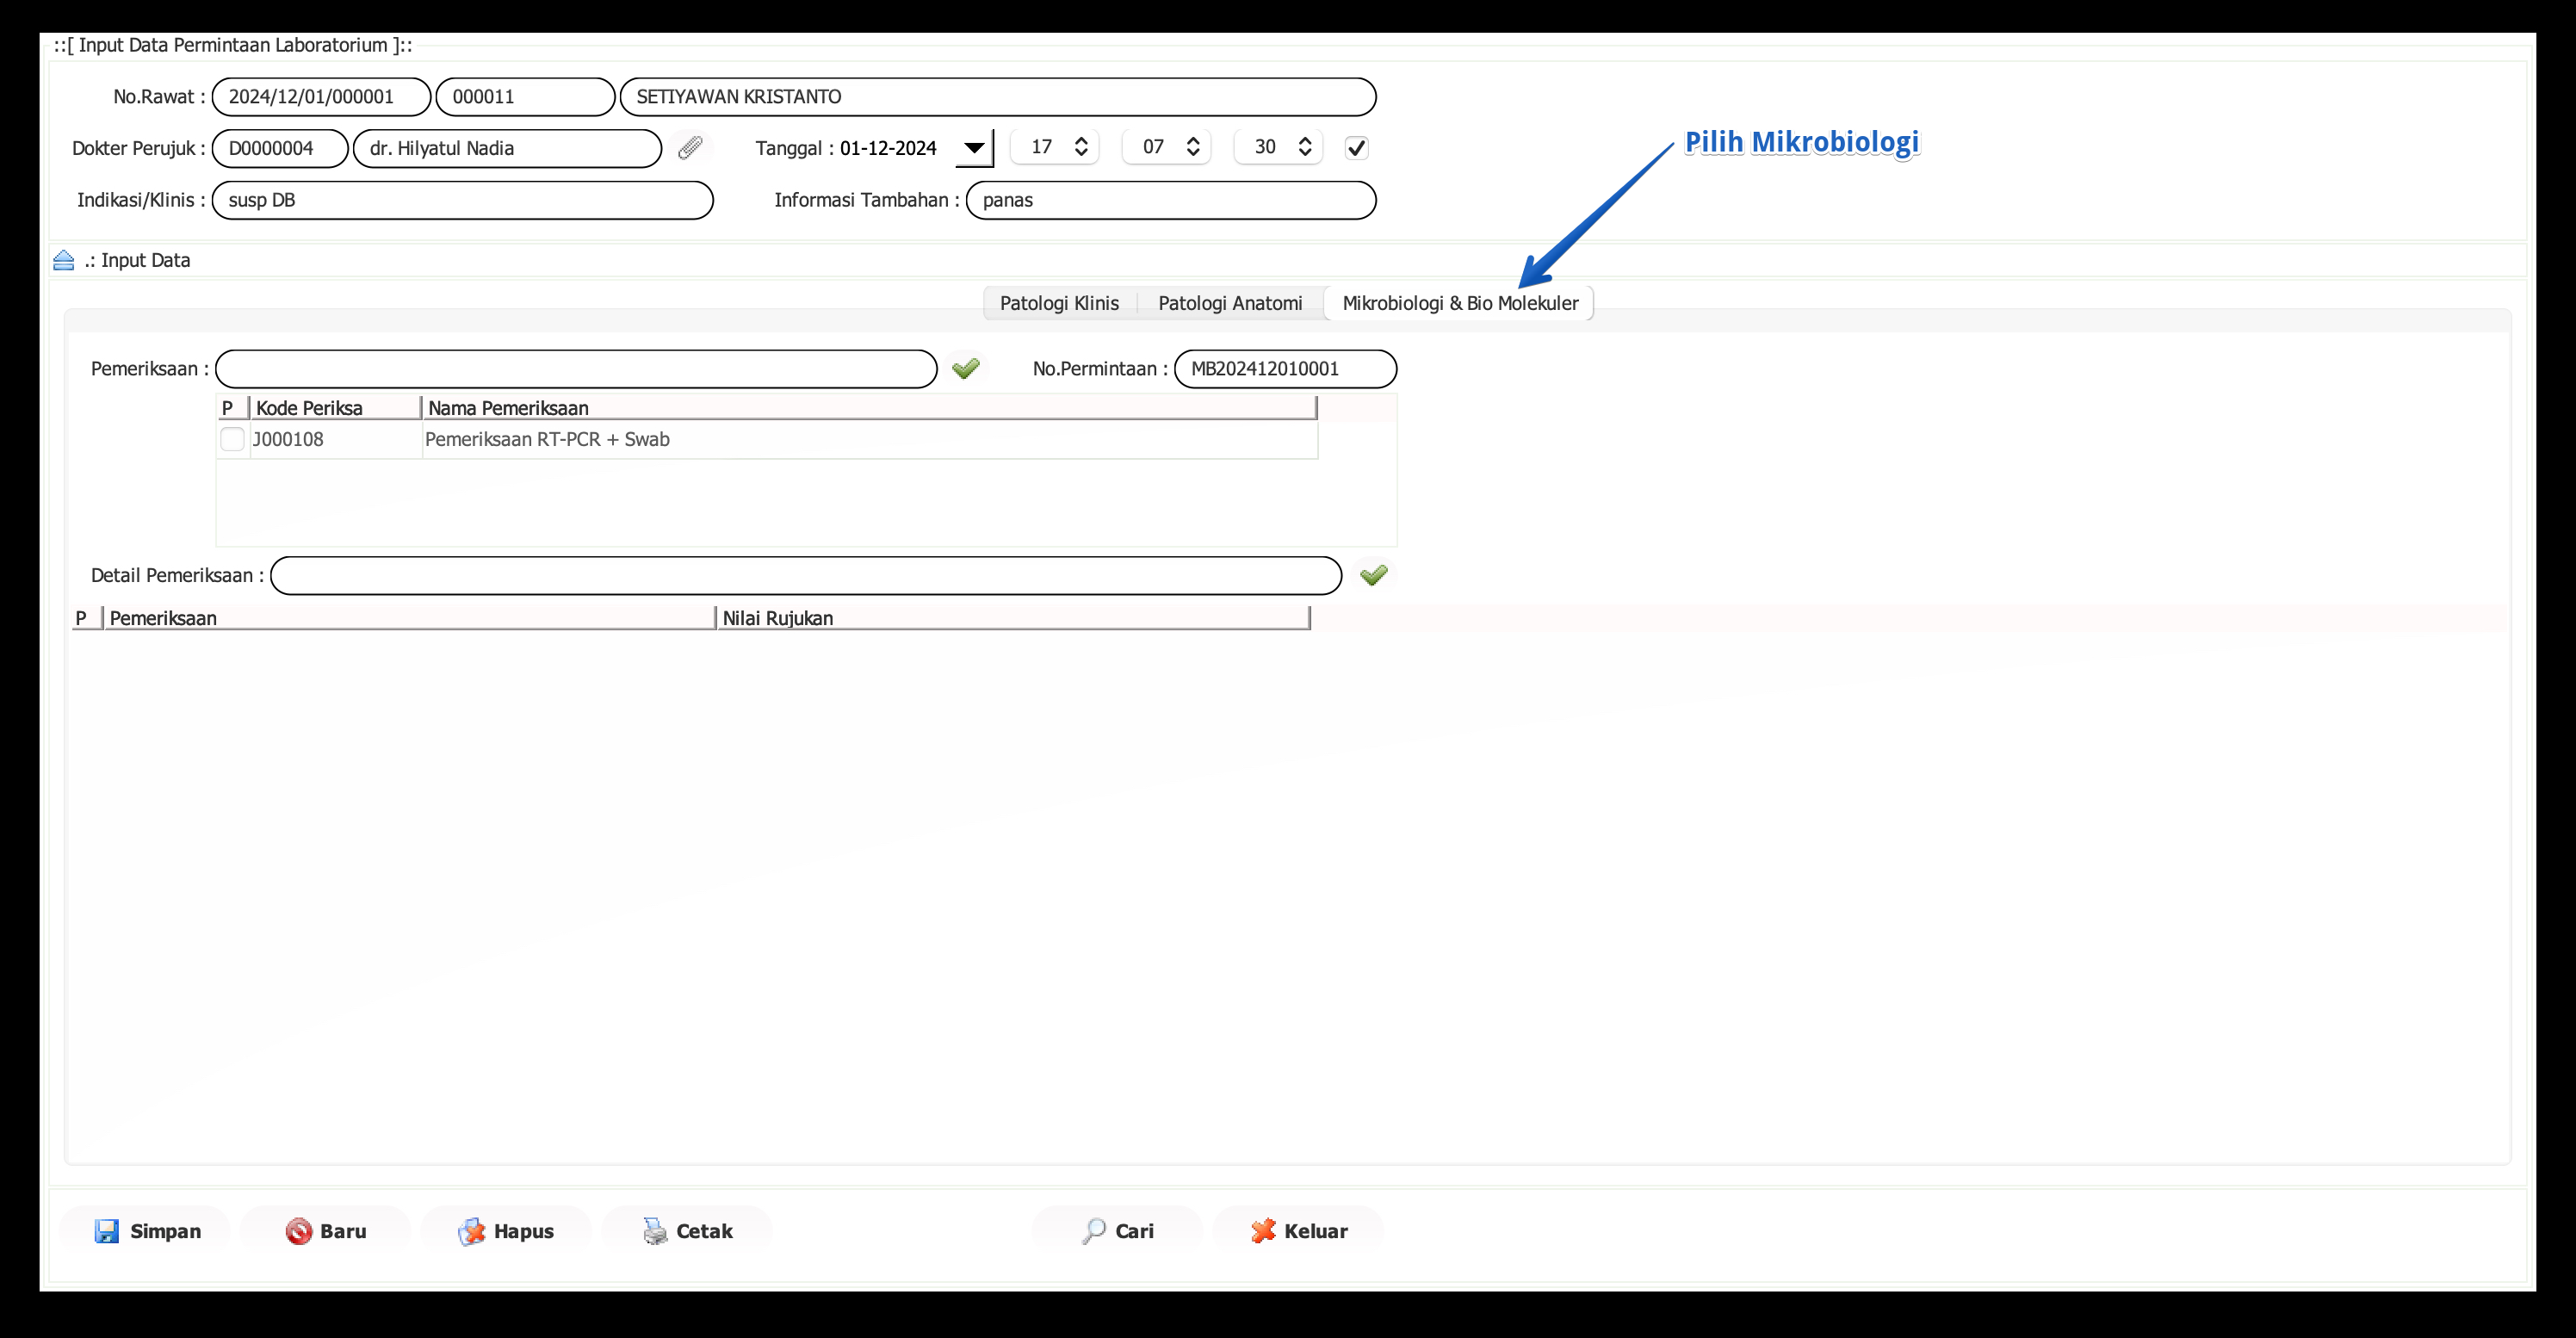 ::[ Input Data Permintaan Laboratorium ]::
No.Rawat : 2024/12/01/000001 000011 SETIYAWAN KRISTANTO
Dokter Perujuk : D0000004 dr. Hilyatul Nadia Tanggal : 01-12-2024 17 07 30
Pilih Mikrobiologi
Indikasi/Klinis : susp DB Informasi Tambahan : panas
.: Input Data
Patologi Klinis Patologi Anatomi Mikrobiologi & Bio Molekuler
Pemeriksaan : No.Permintaan : MB202412010001
P Kode Periksa Nama Pemeriksaan
J000108 Pemeriksaan RT-PCR + Swab
Detail Pemeriksaan :
P Pemeriksaan Nilai Rujukan
Simpan Baru Hapus Cetak Cari Keluar